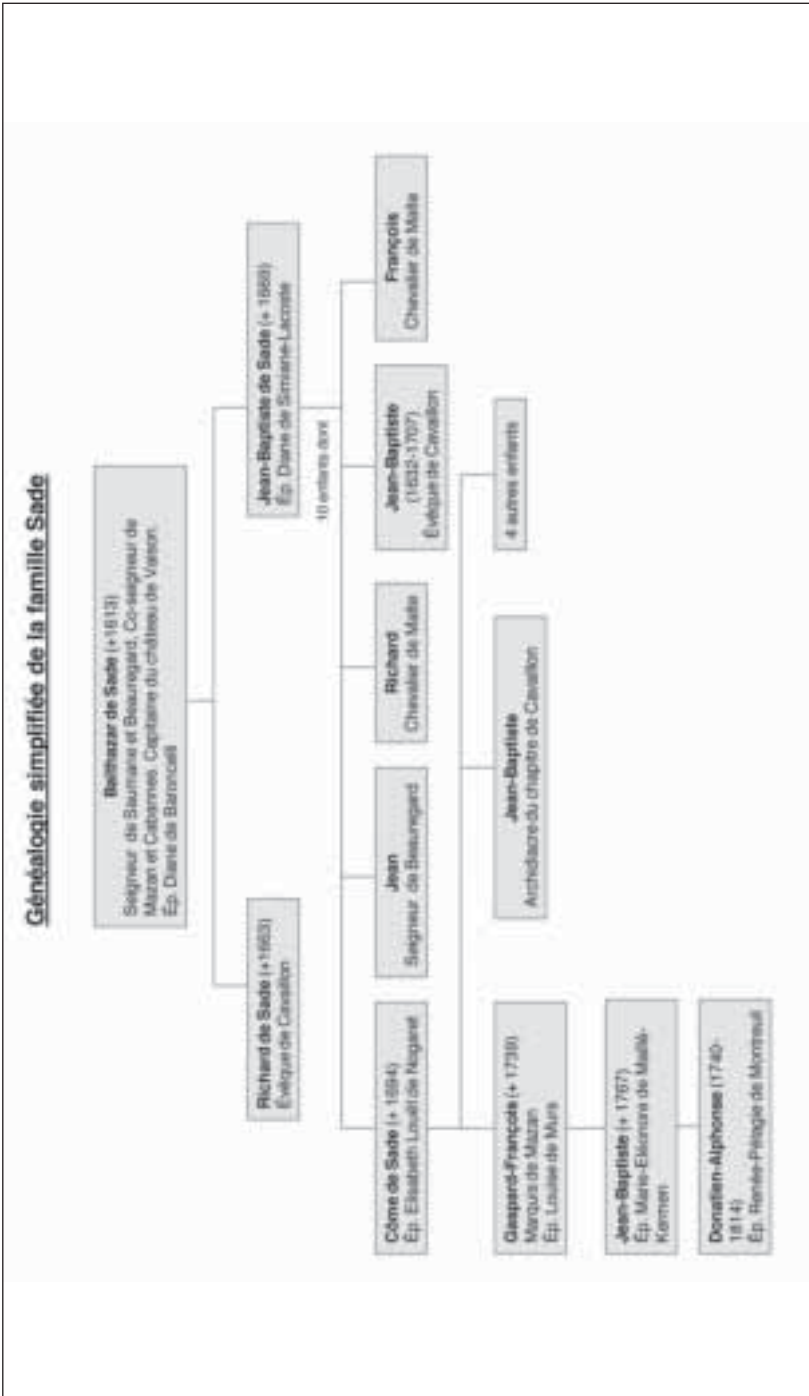 Généalogie simplifiée de la famille Sade
Balthazar de Sade (+1613)
Seigneur de Saumane et Beauregard, Co-seigneur de
Mazan et Cabannes. Capitaine du château de Vaison.
Ép. Diane de Baroncelli
Richard de Sade (+1663)
Évêque de Cavaillon
Jean-Baptiste de Sade (+ 1669)
Ép. Diane de Simiane-Lacoste
10 enfants dont
Côme de Sade (+ 1694)
Ép. Elisabeth Louët de Nogaret
Jean
Seigneur de Beauregard
Richard
Chevalier de Malte
Jean-Baptiste
(1632-1707)
Évêque de Cavaillon
François
Chevalier de Malte
Gaspard-François (+ 1739)
Marquis de Mazan
Ép. Louise de Murs
Jean-Baptiste
Archidiacre du chapitre de Cavaillon
4 autres enfants
Jean-Baptiste (+ 1767)
Ép. Marie-Eléonora de Maillé-
Kermen
Donatien-Alphonse (1740-
1814)
Ép. Renée-Pélagie de Montreuil